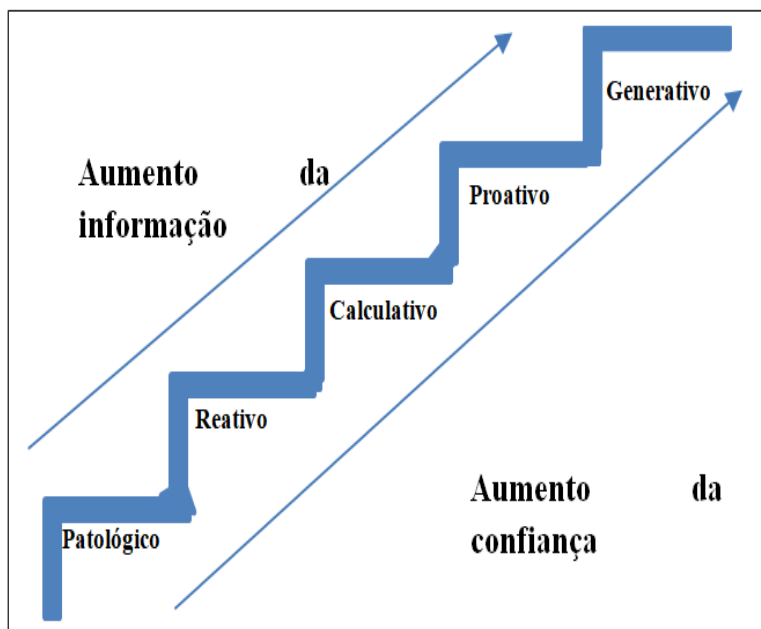 Generativo
Aumento da
informação
Proativo
Calculativo
Reativo
Aumento da
confiança
Patológico